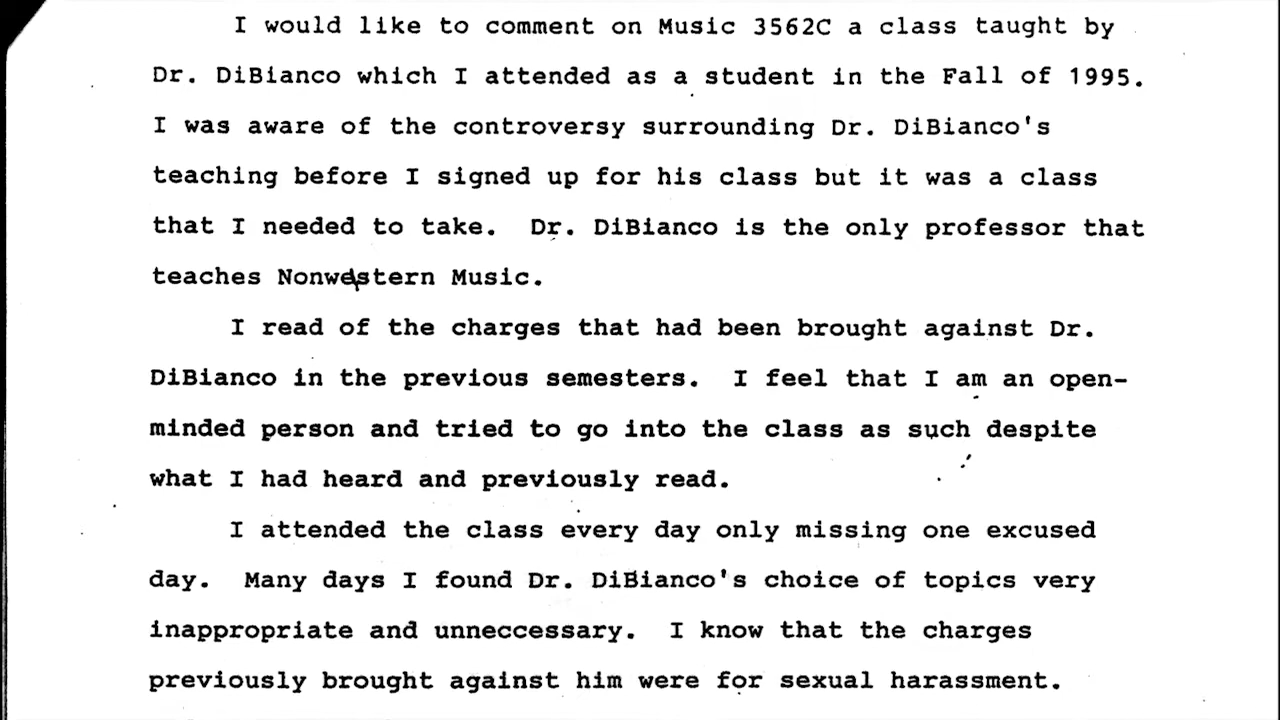 I would like to comment on Music 3562C a class taught by
Dr. DiBianco which I attended as a student in the Fall of 1995.
I was aware of the controversy surrounding Dr. DiBianco's
teaching before I signed up for his class but it was a class
that I needed to take.  Dr. DiBianco is the only professor that
teaches Nonwestern Music.
I read of the charges that had been brought against Dr.
DiBianco in the previous semesters.  I feel that I am an open-
minded person and tried to go into the class as such despite
what I had heard and previously read.
I attended the class every day only missing one excused
day.  Many days I found Dr. DiBianco's choice of topics very
inappropriate and unneccessary.  I know that the charges
previously brought against him were for sexual harassment.